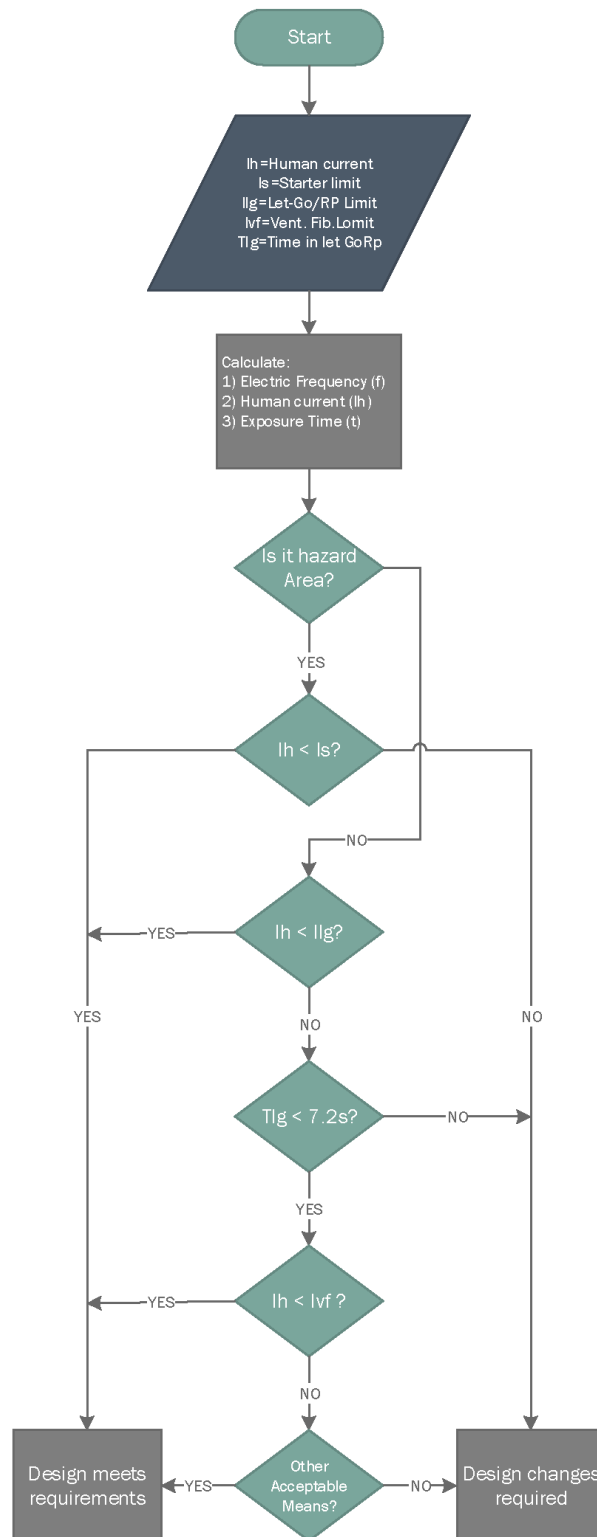 Start
Ih=Human current
Is=Starter limit
Ilg=Let-Go/RP Limit
Ivf=Vent. Fib.Lomit
Tlg=Time in let GoRp
Calculate:
1) Electric Frequency (f)
2) Human current (Ih)
3) Exposure Time (t)
Is it hazard
Area?
YES
Ih < Is?
NO
Ih < Ilg?
YES
YES
NO
NO
Tlg < 7.2s?
NO
YES
Ih < Ivf ?
YES
NO
Design meets
requirements
YES
Other
Acceptable
Means?
NO
Design changes
required